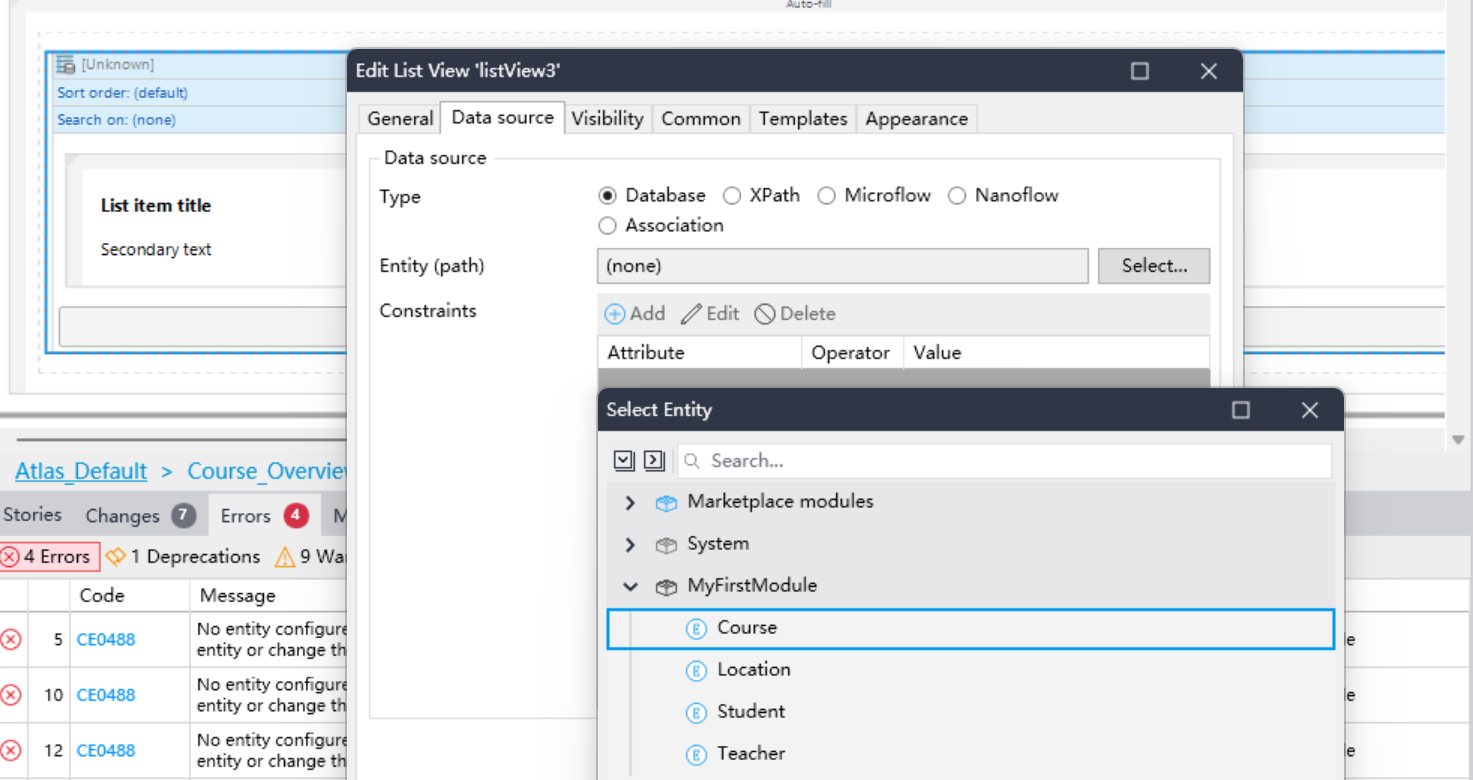 Auto-fill
[Unknown]
Sort order: (default)
Search on: (none)
List item title
Secondary text
Edit List View 'listView3'
General Data source Visibility Common Templates Appearance
Data source
Type Database XPath Microflow Nanoflow
Association
Entity (path) (none) Select...
Constraints Add Edit Delete
Attribute Operator Value
Select Entity
Search...
Marketplace modules
System
MyFirstModule
Course
Location
Student
Teacher
Atlas_Default > Course_Overview
Stories Changes 7 Errors 4
4 Errors 1 Deprecations 9
Code Message
5 CE0488 No entity configure
entity or change th
10 CE0488 No entity configure
entity or change th
12 CE0488 No entity configure
entity or change th